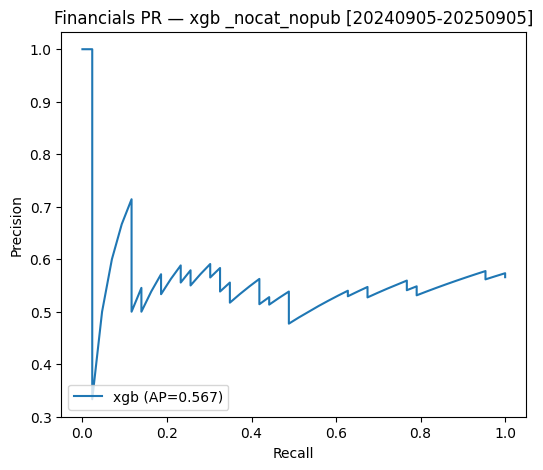 Financials PR — xgb _nocat_nopub [20240905-20250905]
1.0
0.9
0.8
0.7
0.6
0.5
0.4
0.3
Precision
xgb (AP=0.567)
0.0 0.2 0.4 0.6 0.8 1.0
Recall